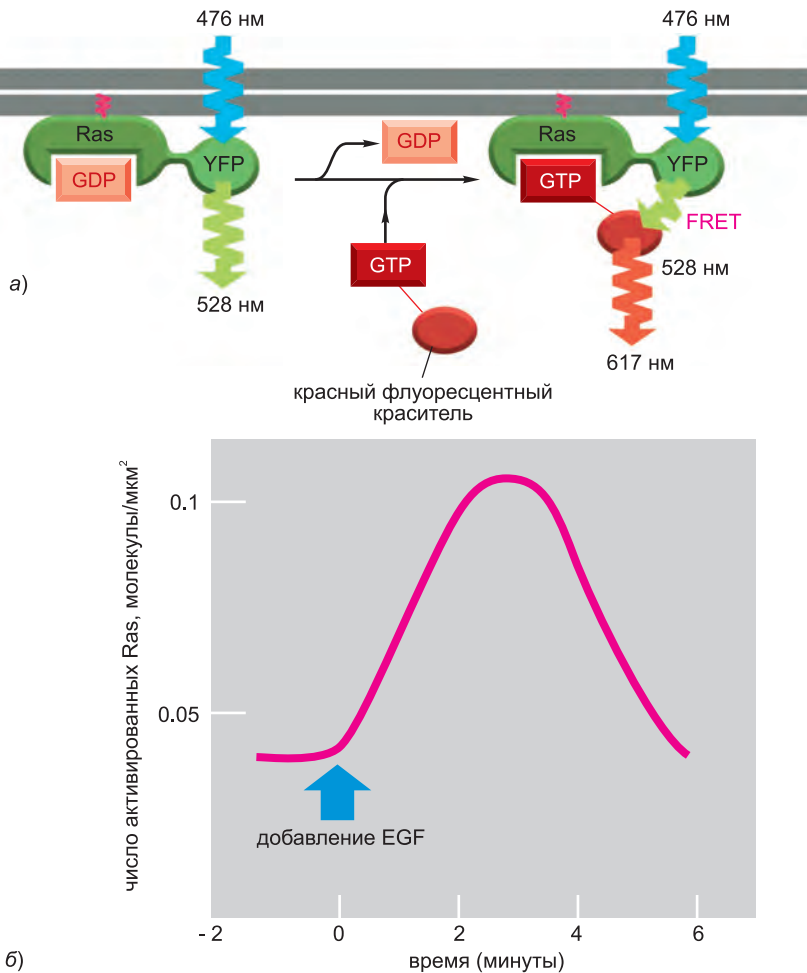 476 нм
476 нм
Ras
YFP
GDP
GDP
GTP
Ras
YFP
GTP
FRET
а)
528 нм
528 нм
617 нм
красный флуоресцентный
краситель
число активированных Ras, молекулы/мкм²
0.1
0.05
добавление EGF
- 2
0
2
4
6
время (минуты)
б)